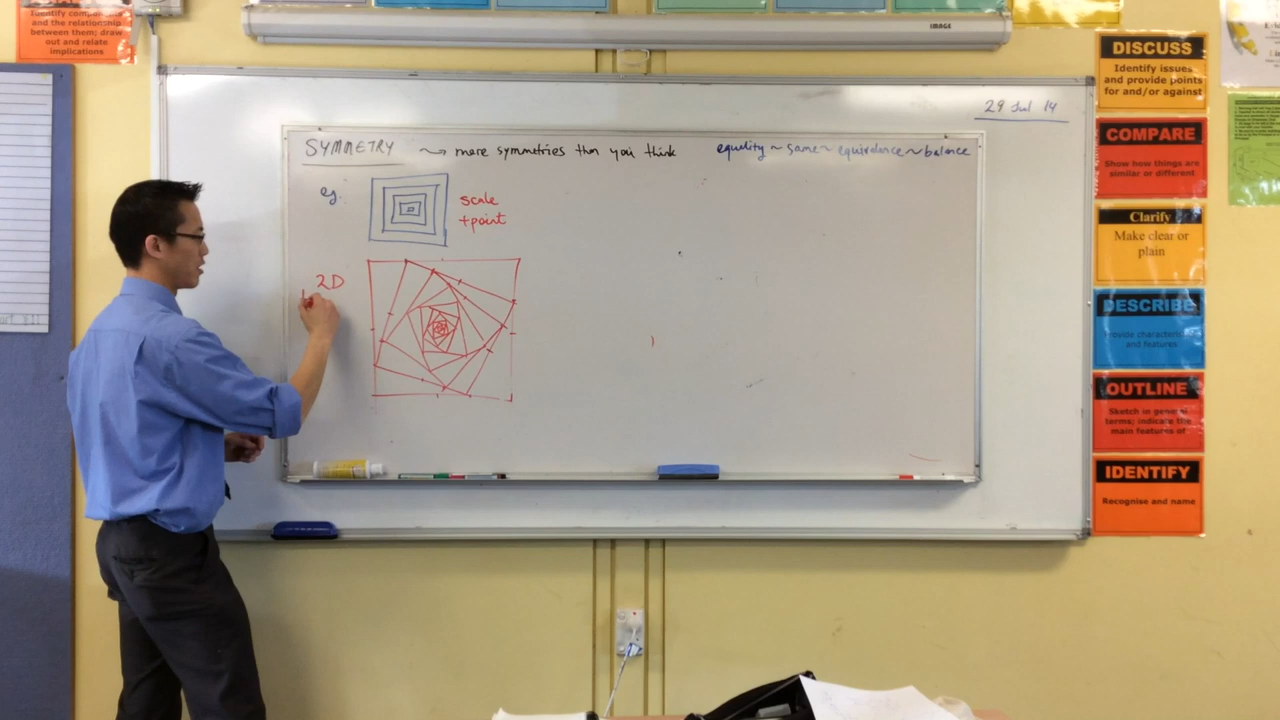 Identify components
and the relationship
between them; draw
out and relate
implications
IMAGE
29 Jul 14
SYMMETRY ~> more symmetries than you think
equality ~ same ~ equivalence ~ balance
eg.
scale
+point
2D
DISCUSS
Identify issues
and provide points
for and/or against
COMPARE
Show how things are
similar or different
Clarify
Make clear or
plain
DESCRIBE
Provide characteristics
and features
OUTLINE
Sketch in general
terms; indicate the
main features of
IDENTIFY
Recognise and name